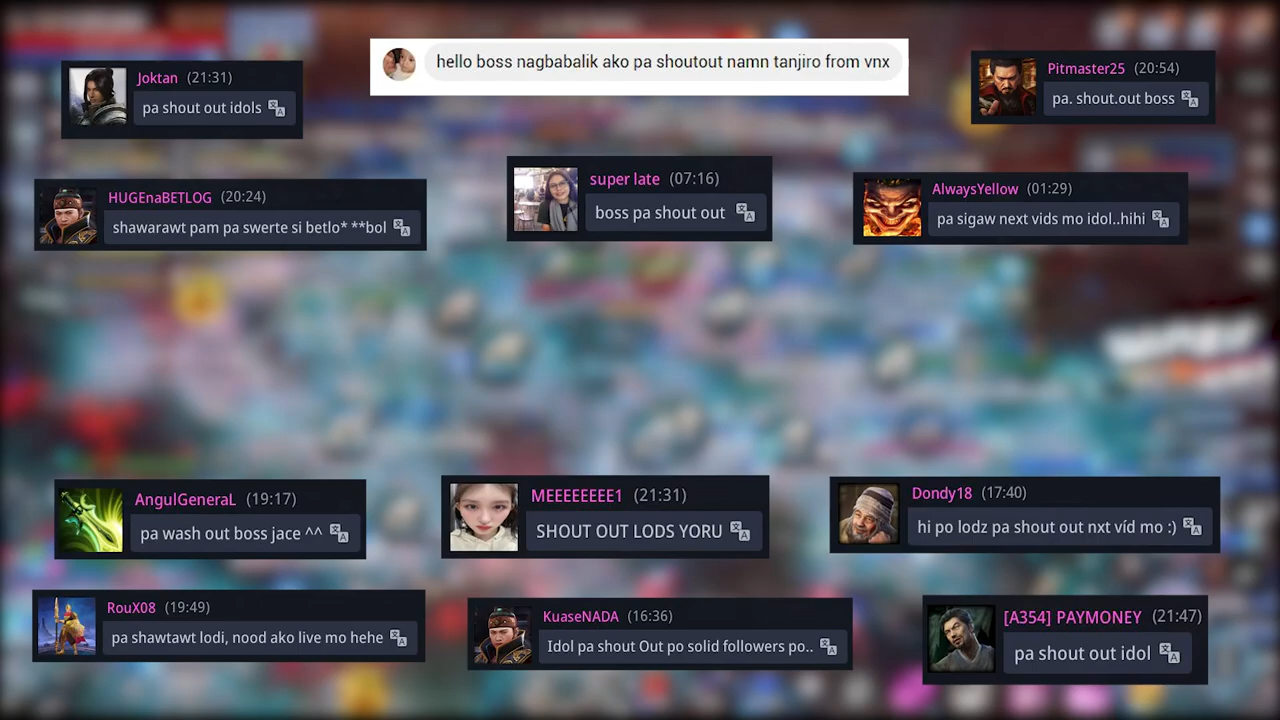 hello boss nagbabalik ako pa shoutout namn tanjiro from vnx
Joktan (21:31)
pa shout out idols
Pitmaster25 (20:54)
pa. shout.out boss
HUGEnaBETLOG (20:24)
shawarawt pam pa swerte si betlo* **bol
super late (07:16)
boss pa shout out
AlwaysYellow (01:29)
pa sigaw next vids mo idol..hihi
AngulGeneraL (19:17)
pa wash out boss jace ^^
MEEEEEEEE1 (21:31)
SHOUT OUT LODS YORU
Dondy18 (17:40)
hi po lodz pa shout out nxt víd mo :)
RouX08 (19:49)
pa shawtawt lodi, nood ako live mo hehe
KuaseNADA (16:36)
Idol pa shout Out po solid followers po..
[A354] PAYMONEY (21:47)
pa shout out idol